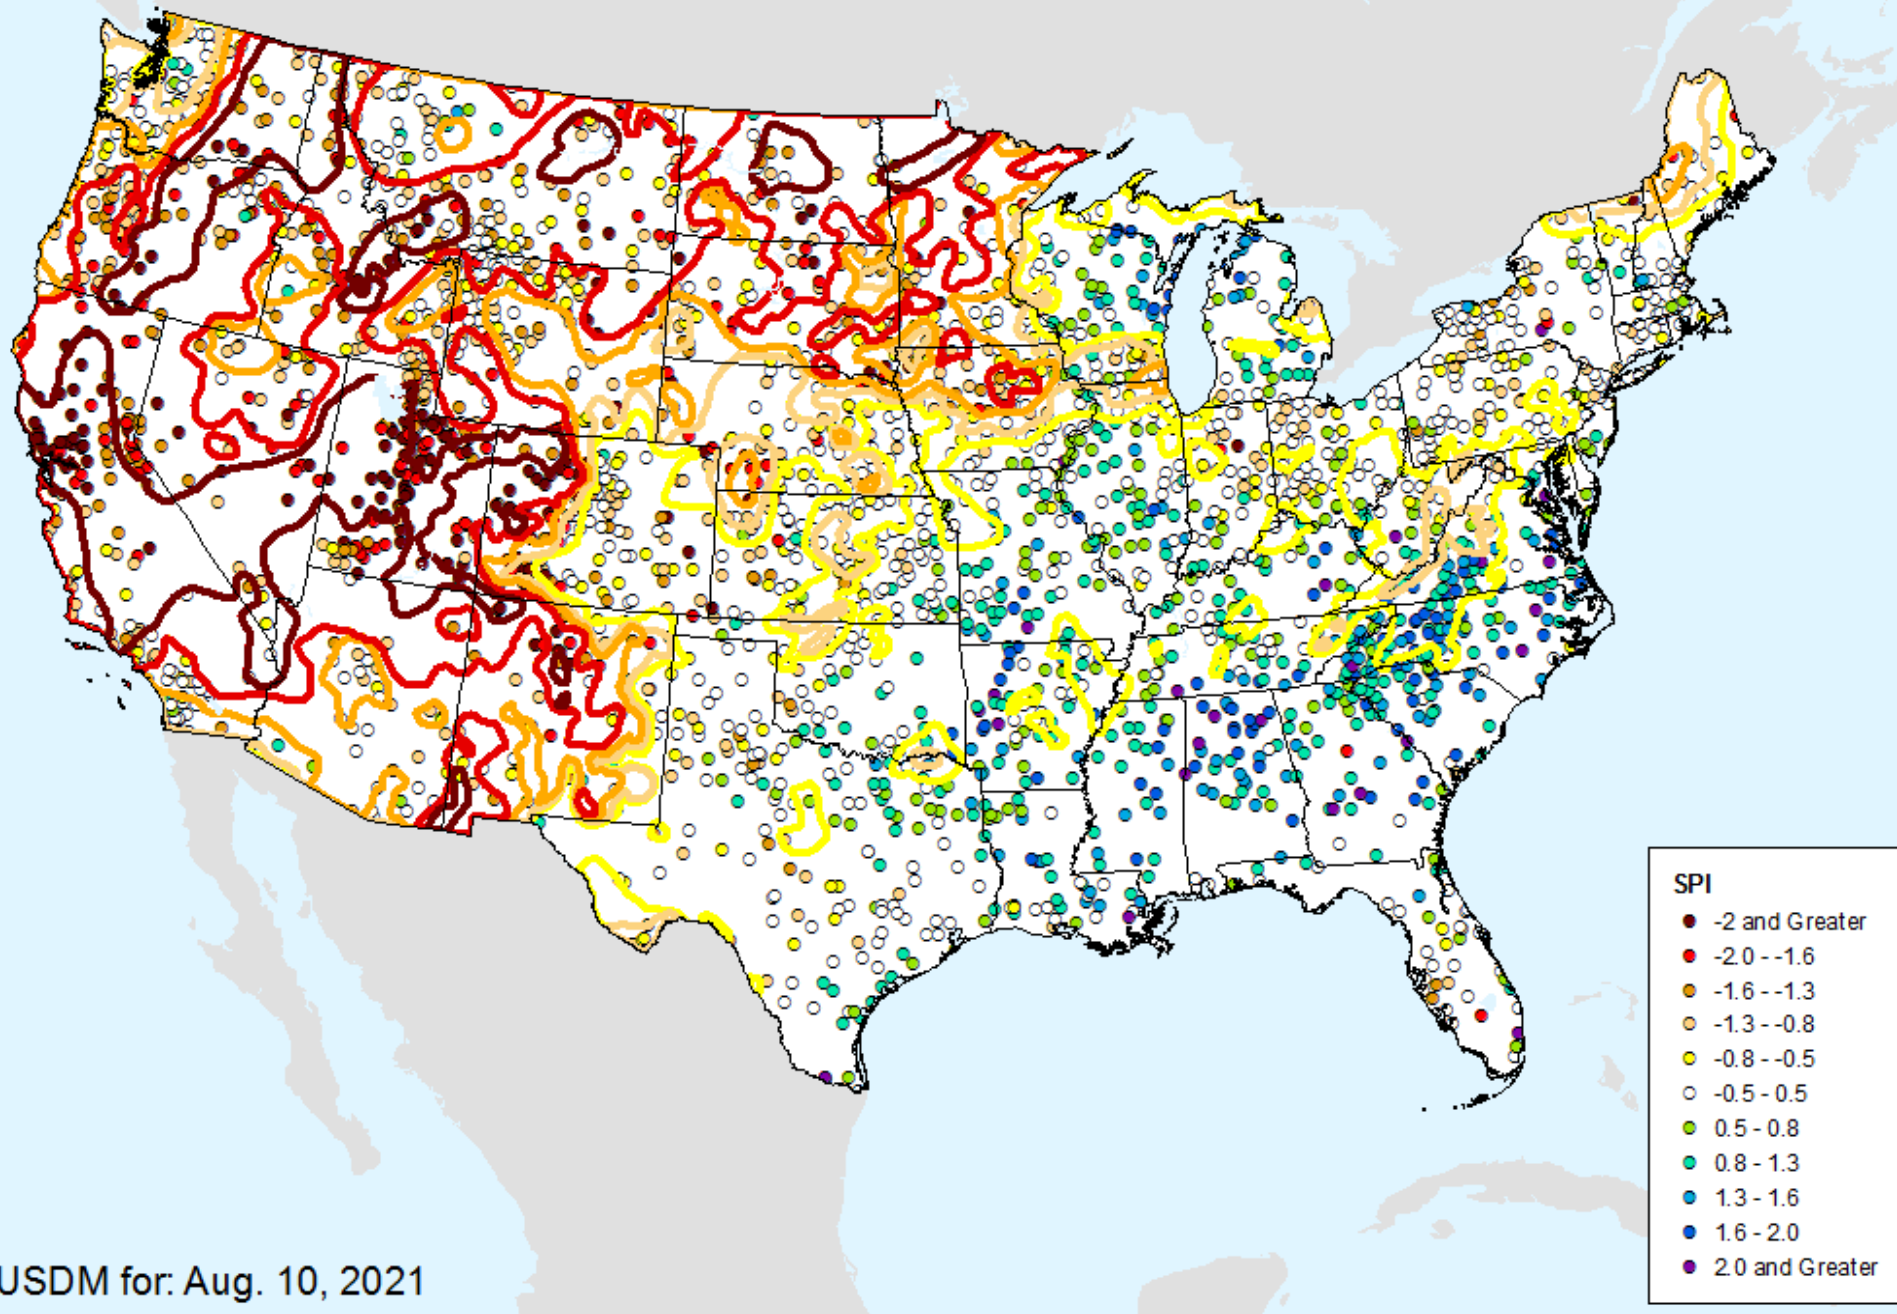 SPI
-2 and Greater
-2.0 - -1.6
-1.6 - -1.3
-1.3 - -0.8
-0.8 - -0.5
-0.5 - 0.5
0.5 - 0.8
0.8 - 1.3
1.3 - 1.6
1.6 - 2.0
2.0 and Greater
USDM for: Aug. 10, 2021